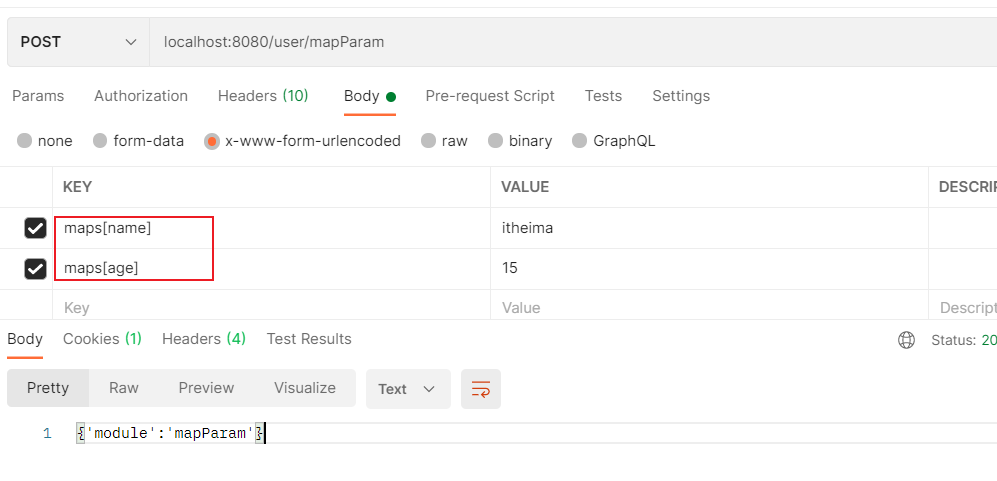 POST localhost:8080/user/mapParam
Params Authorization Headers (10) Body Pre-request Script Tests Settings
none form-data x-www-form-urlencoded raw binary GraphQL
KEY VALUE DESCRI
maps[name] itheima
maps[age] 15
Key Value Descript
Body Cookies (1) Headers (4) Test Results Status: 20
Pretty Raw Preview Visualize Text
1 {'module':'mapParam'}